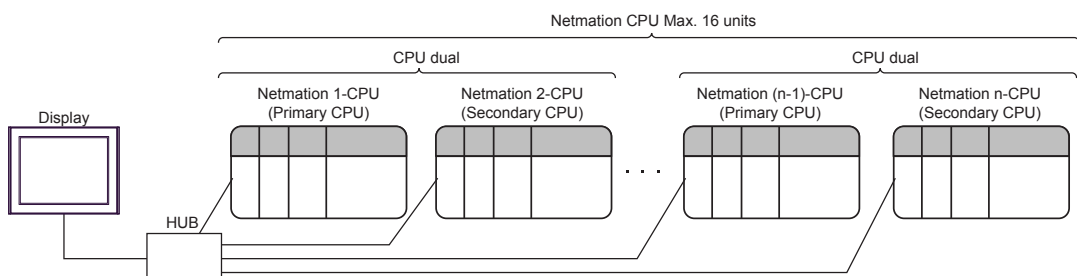 Netmation CPU Max. 16 units
CPU dual
CPU dual
Netmation 1-CPU
(Primary CPU)
Netmation 2-CPU
(Secondary CPU)
Netmation (n-1)-CPU
(Primary CPU)
Netmation n-CPU
(Secondary CPU)
Display
. . .
HUB